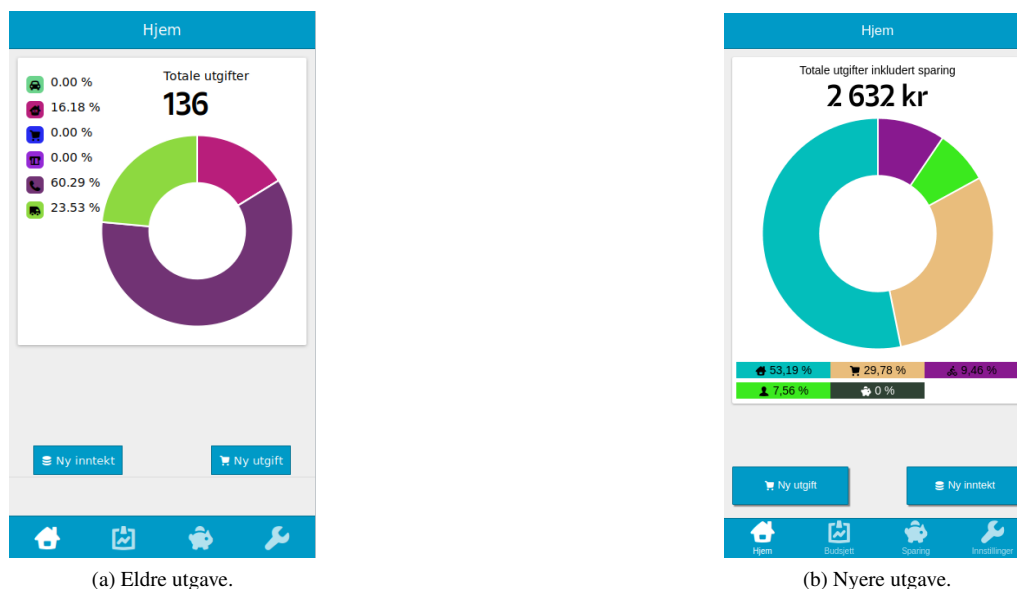 Hjem
Totale utgifter
136
0.00 %
16.18 %
0.00 %
0.00 %
60.29 %
23.53 %
Ny inntekt
Ny utgift
(a) Eldre utgave.
Hjem
Totale utgifter inkludert sparing
2 632 kr
53,19 %
29,78 %
9,46 %
7,56 %
0 %
Ny utgift
Ny inntekt
Hjem
Budsjett
Sparing
Innstillinger
(b) Nyere utgave.